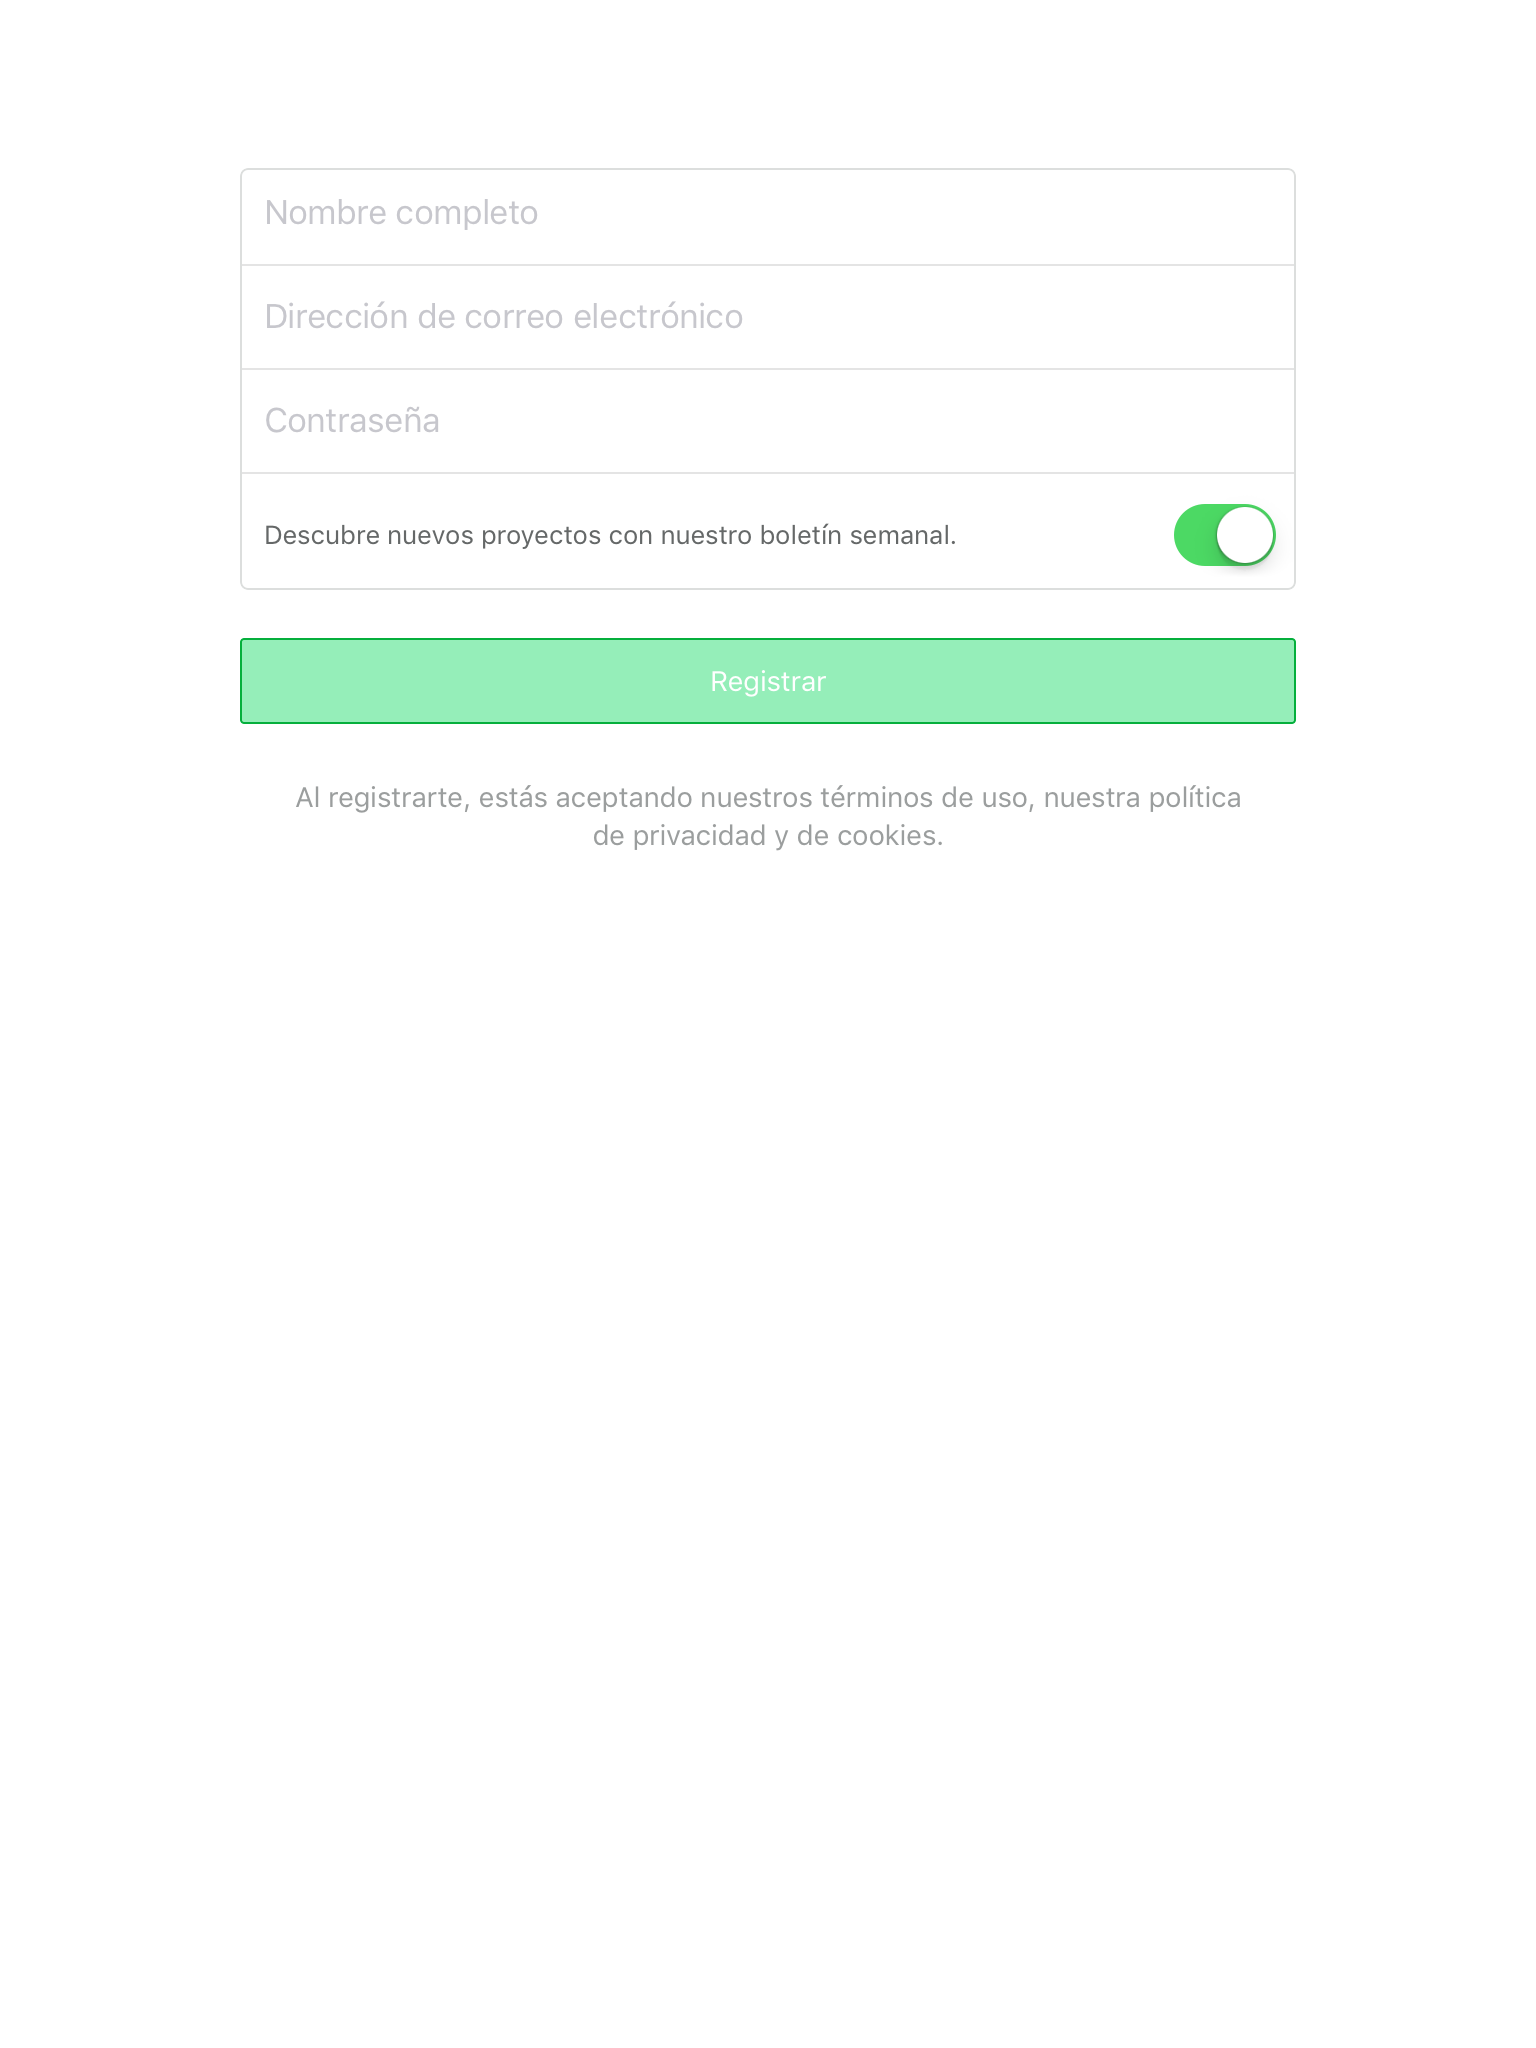 Nombre completo
Dirección de correo electrónico
Contraseña
Descubre nuevos proyectos con nuestro boletín semanal.
Registrar
Al registrarte, estás aceptando nuestros términos de uso, nuestra política
de privacidad y de cookies.